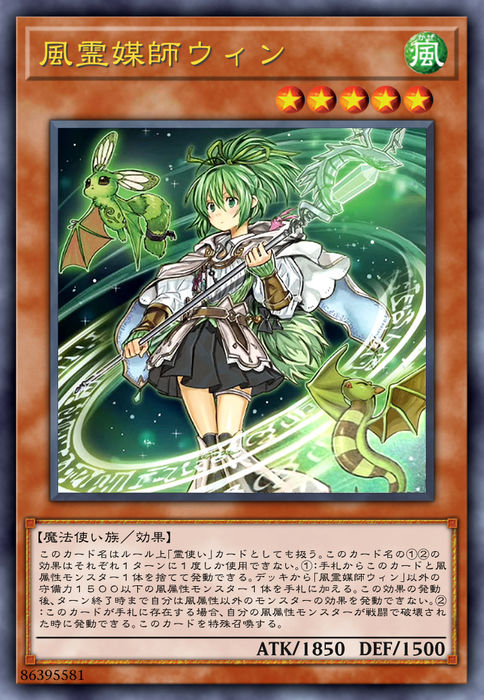 風霊媒師ウィン
かぜ
風
【魔法使い族／効果】
このカード名はルール上「霊使い」カードとしても扱う。このカード名の①②の
効果はそれぞれ１ターンに１度しか使用できない。①：手札からこのカードと風
属性モンスター１体を捨てて発動できる。デッキから「風霊媒師ウィン」以外の
守備力１５００以下の風属性モンスター１体を手札に加える。この効果の発動
後、ターン終了時まで自分は風属性以外のモンスターの効果を発動できない。②
：このカードが手札に存在する場合、自分の風属性モンスターが戦闘で破壊され
た時に発動できる。このカードを特殊召喚する。
ATK/1850 DEF/1500
86395581